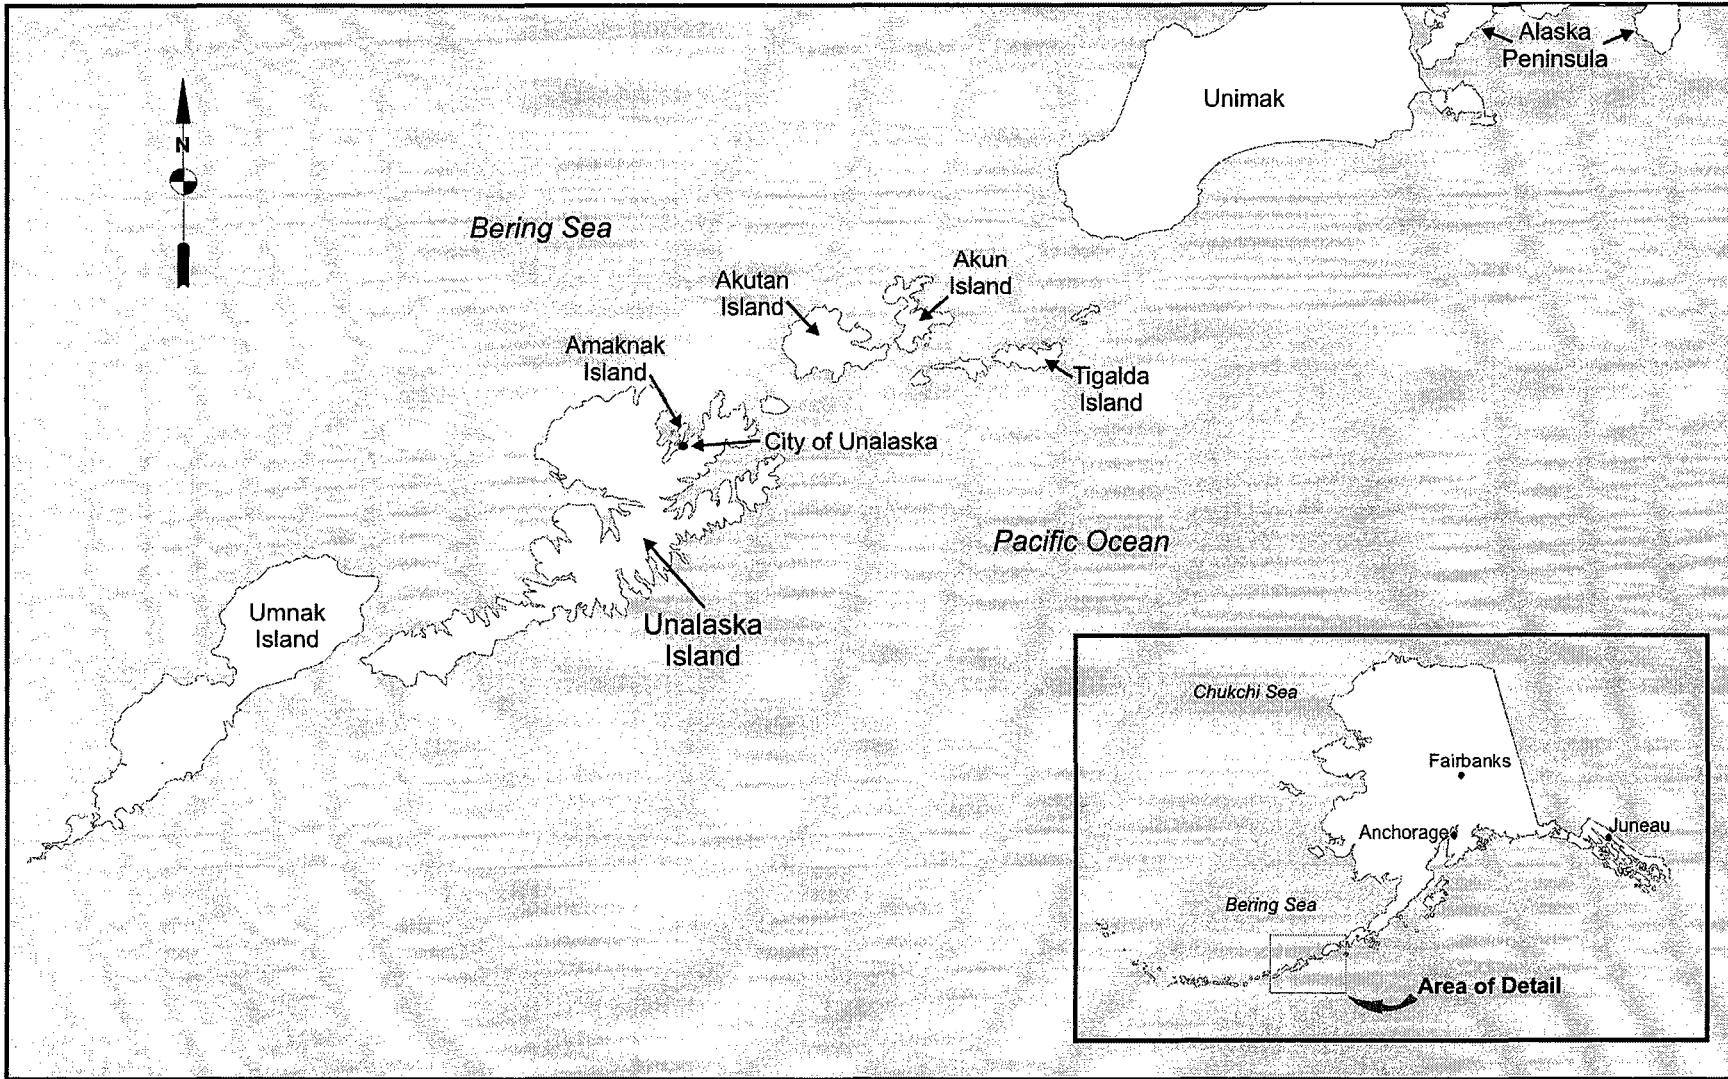 Alaska
Peninsula
Unimak
N
Bering Sea
Akun
Island
Akutan
Island
Amaknak
Island
Tigalda
Island
City of Unalaska
Pacific Ocean
Umnak
Island
Unalaska
Island
Chukchi Sea
Fairbanks
Anchorage
Juneau
Bering Sea
Area of Detail